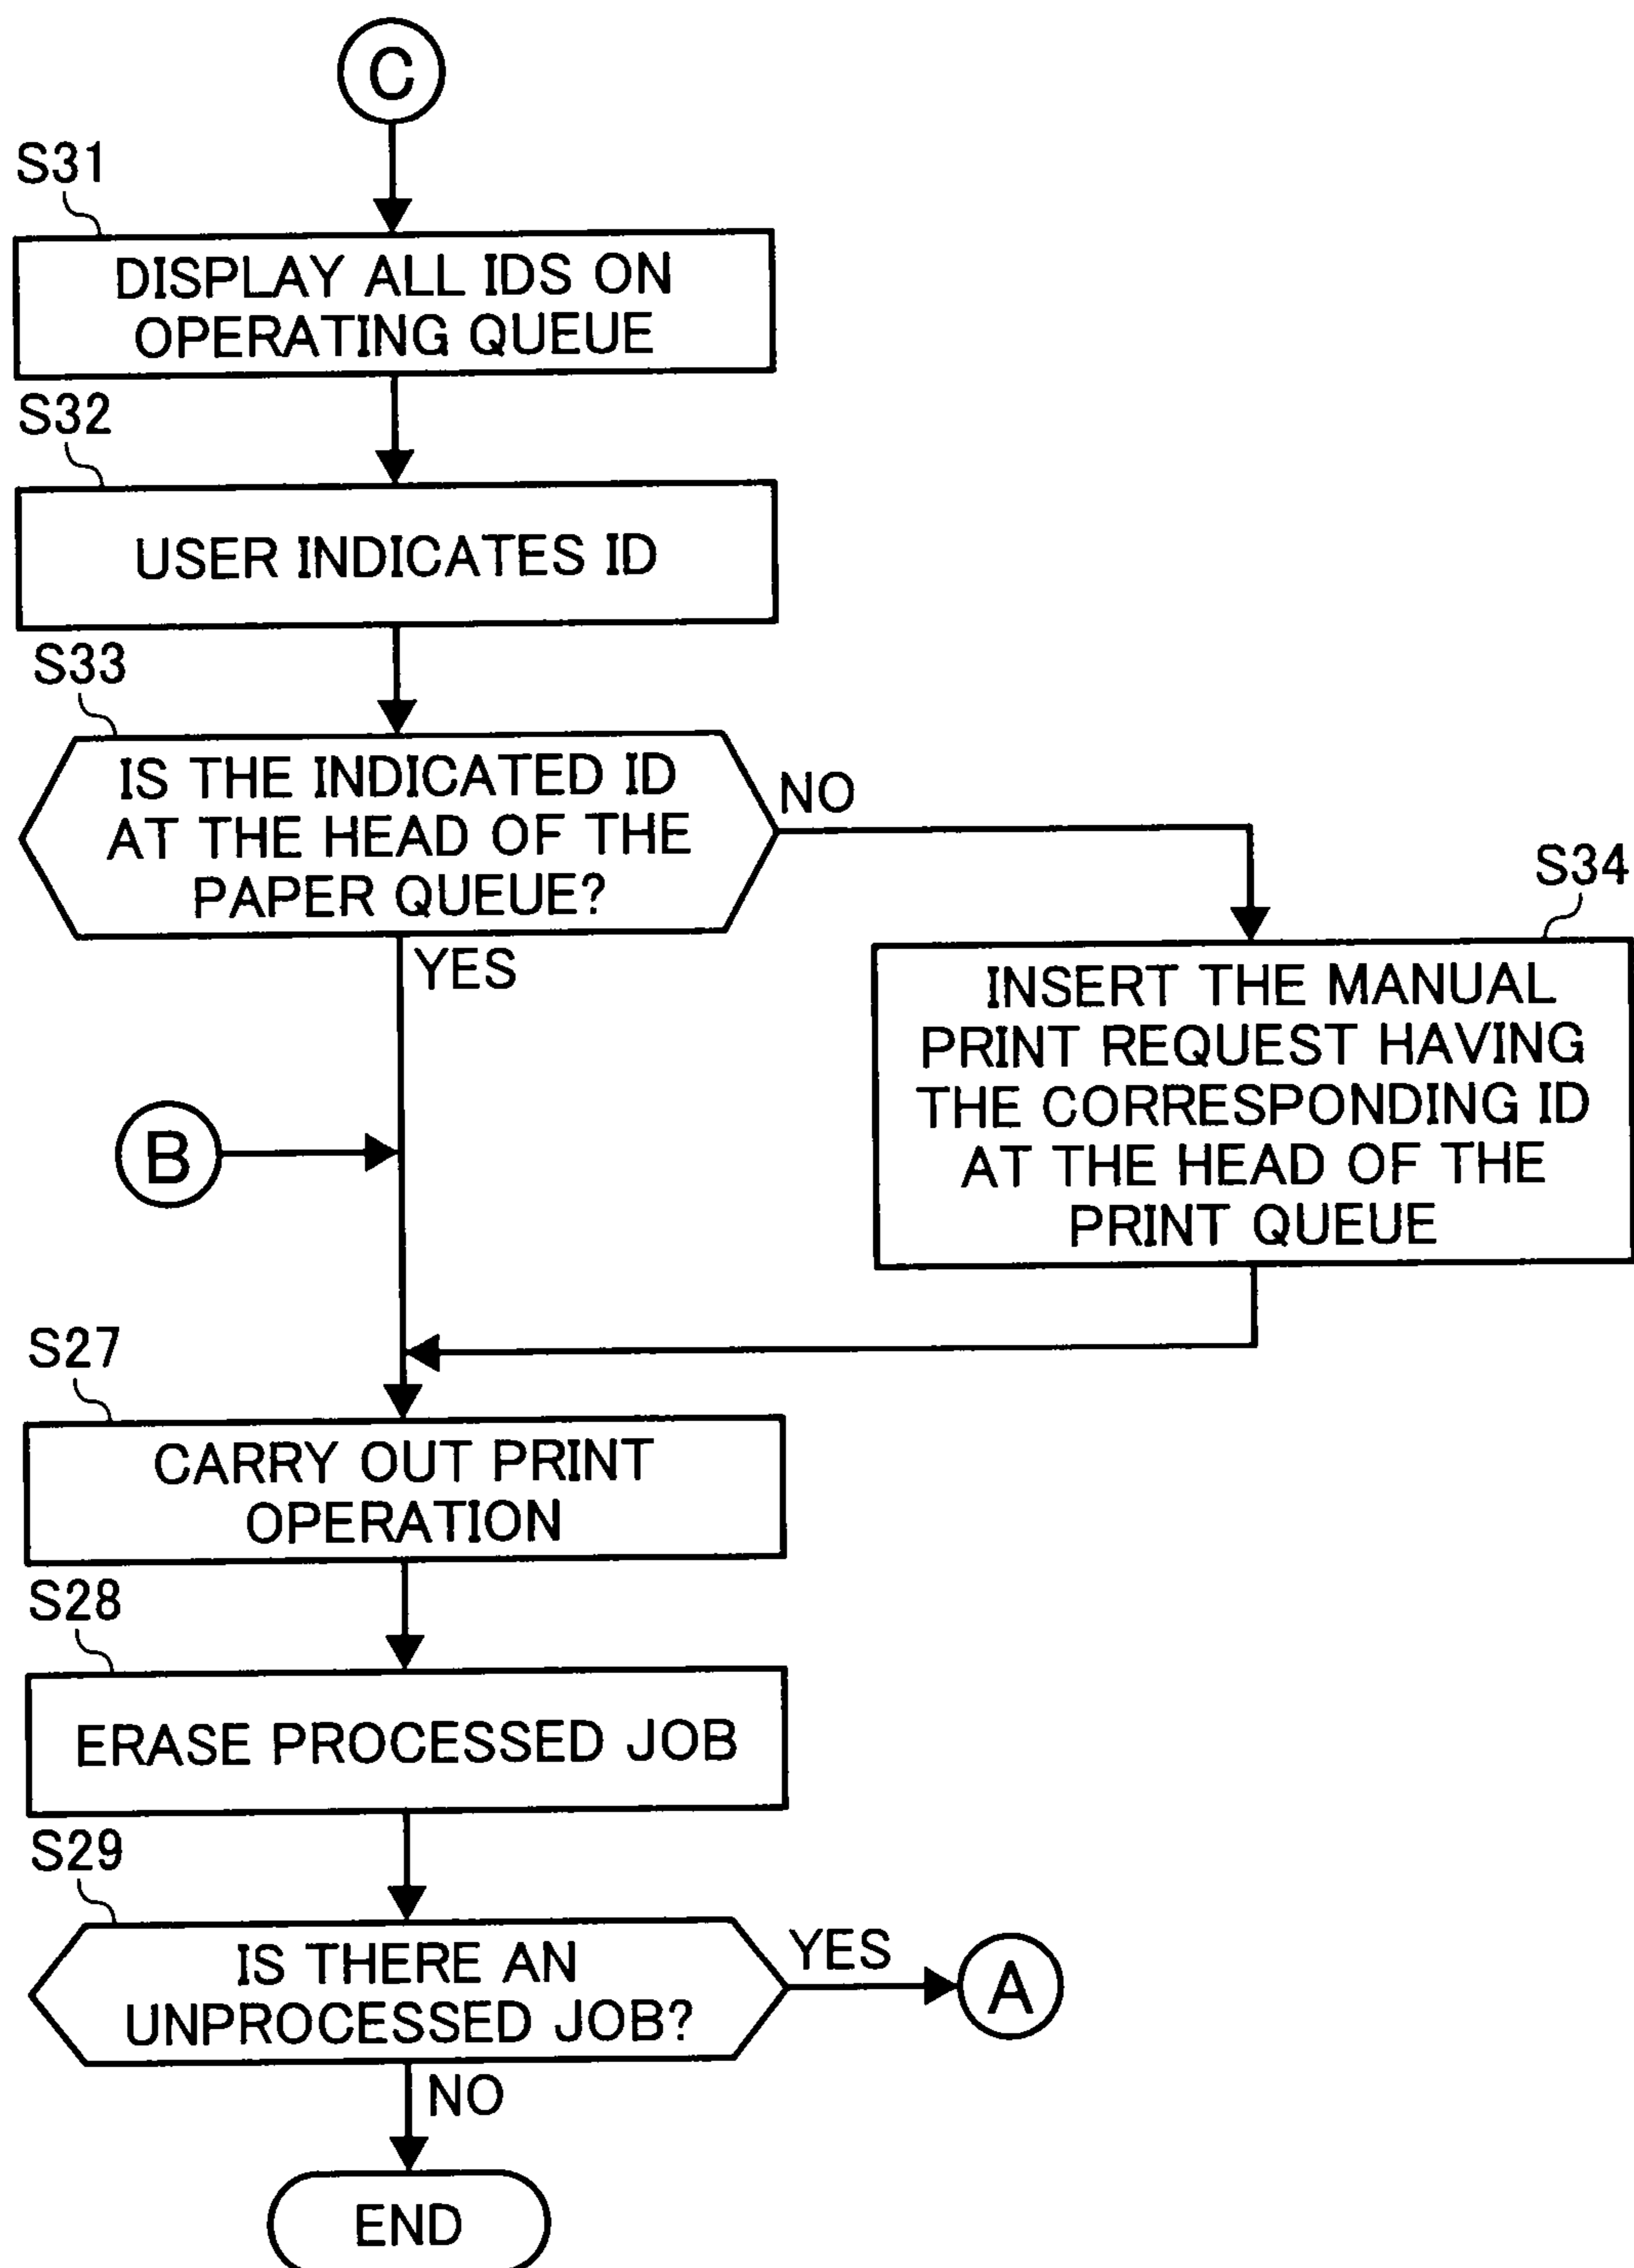 C
S31
DISPLAY ALL IDS ON
OPERATING QUEUE
S32
USER INDICATES ID
S33
IS THE INDICATED ID
AT THE HEAD OF THE
PAPER QUEUE?
NO
YES
S34
INSERT THE MANUAL
PRINT REQUEST HAVING
THE CORRESPONDING ID
AT THE HEAD OF THE
PRINT QUEUE
B
S27
CARRY OUT PRINT
OPERATION
S28
ERASE PROCESSED JOB
S29
IS THERE AN
UNPROCESSED JOB?
YES
A
NO
END